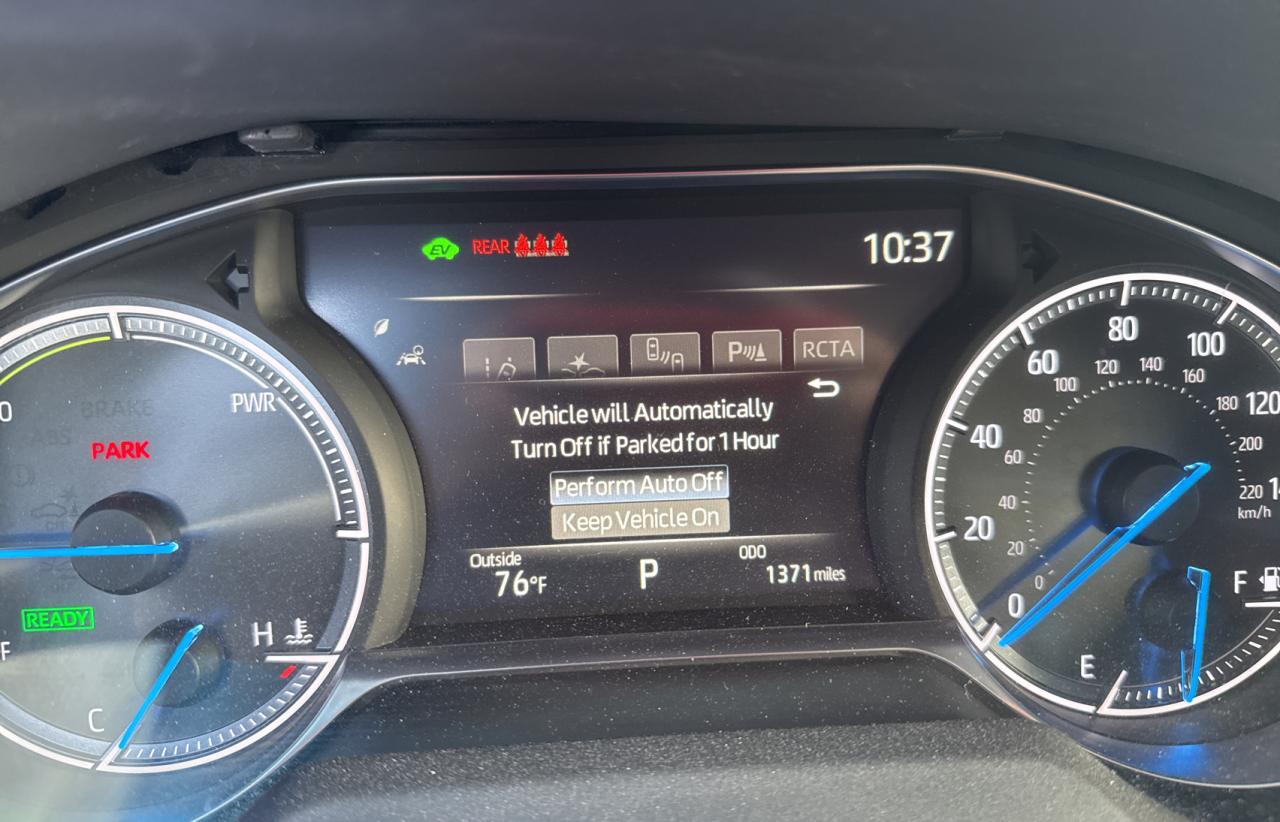 EV REAR 10:37
RCTA
Vehicle will Automatically
Turn Off if Parked for 1 Hour
Perform Auto Off
Keep Vehicle On
Outside
76°F
P
ODO
1371 miles
BRAKE
ABS
PARK
PWR
READY
H
C
F
0
20
40
60
80
100
120
0
20
40
60
80
100
120
140
160
180
200
220
km/h
F
E
P